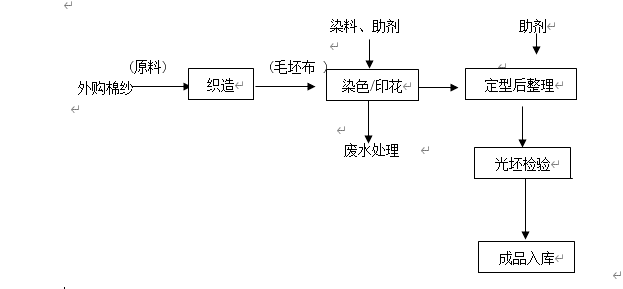 染料、助剂
助剂
(原料)
(毛坯布 )
外购棉纱
织造
染色/印花
定型后整理
废水处理
光坯检验
成品入库